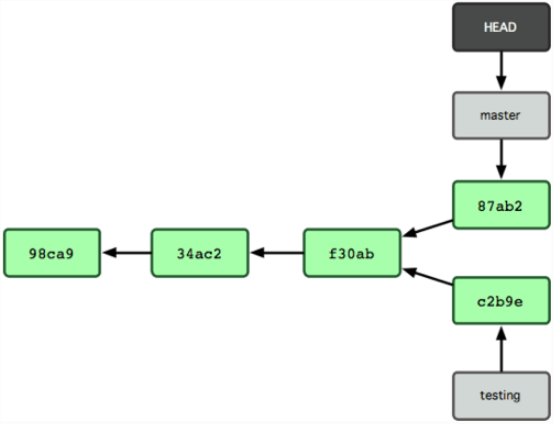 HEAD
master
87ab2
98ca9
34ac2
f30ab
c2b9e
testing